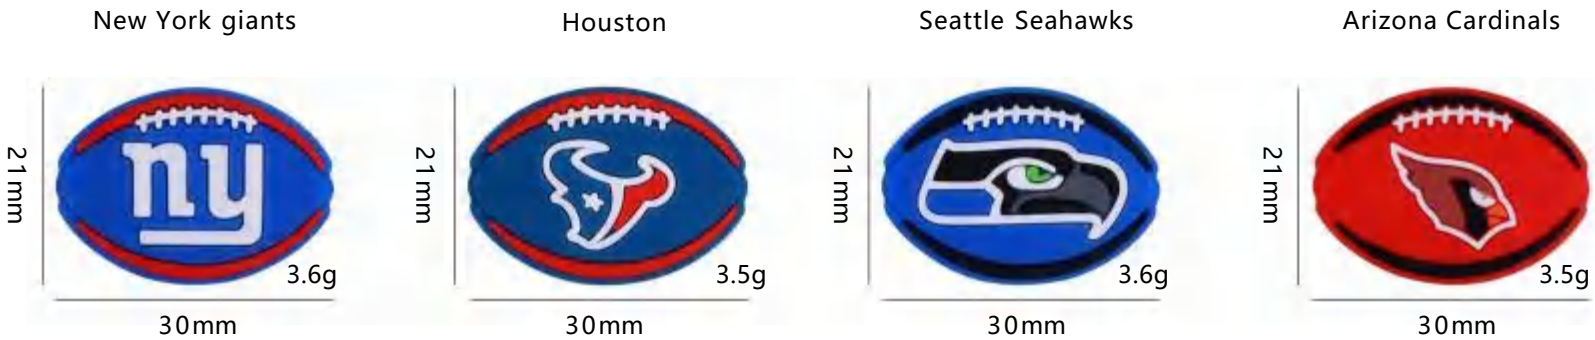 New York giants
Houston
Seattle Seahawks
Arizona Cardinals
21mm
ny
3.6g
30mm
21mm
3.5g
30mm
21mm
3.6g
30mm
21mm
3.5g
30mm